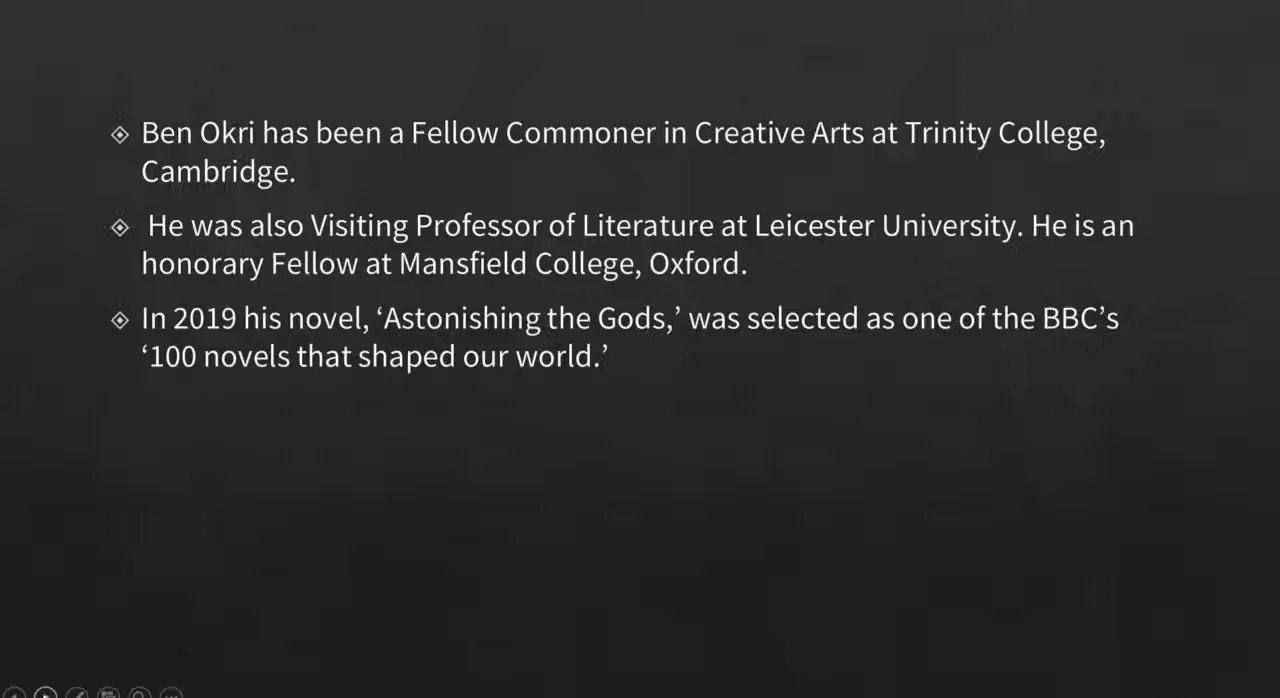 Ben Okri has been a Fellow Commoner in Creative Arts at Trinity College,
Cambridge.
He was also Visiting Professor of Literature at Leicester University. He is an
honorary Fellow at Mansfield College, Oxford.
In 2019 his novel, ‘Astonishing the Gods,’ was selected as one of the BBC’s
‘100 novels that shaped our world.’